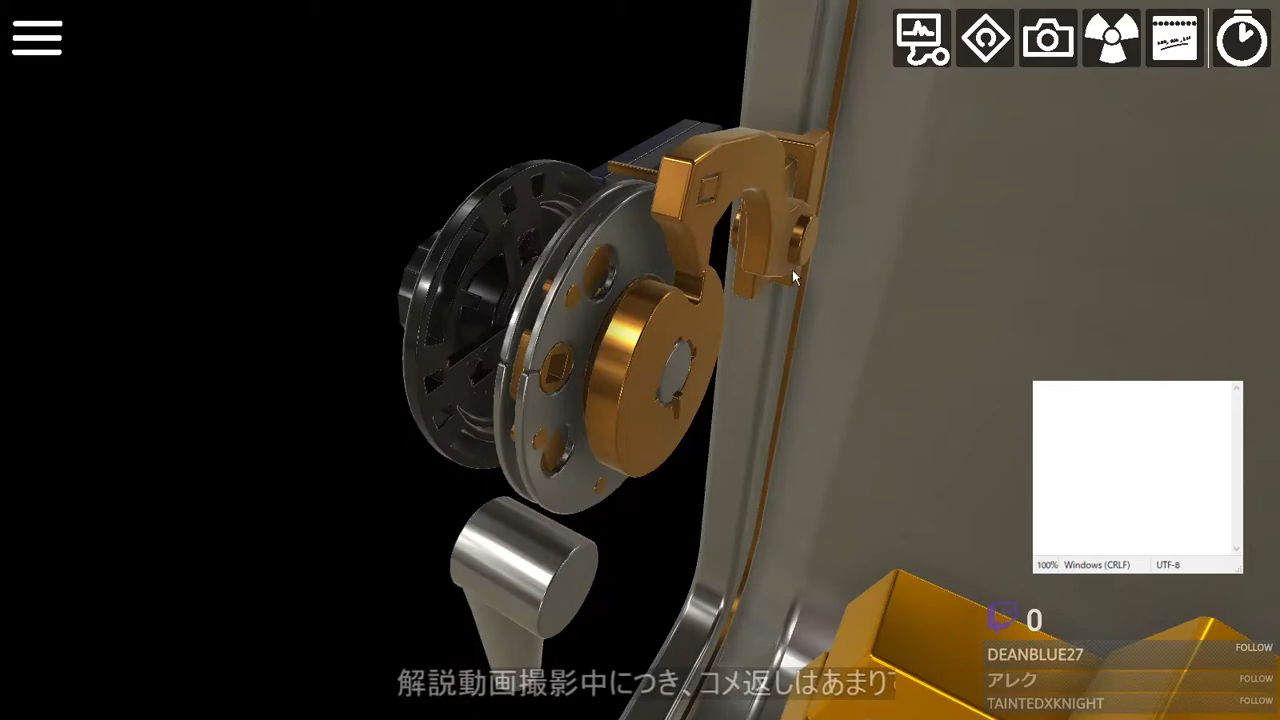 100%
Windows (CRLF)
UTF-8
0
DEANBLUE27 FOLLOW
アレク FOLLOW
TAINTEDXKNIGHT FOLLOW
解説動画撮影中につき、コメ返しはあまり